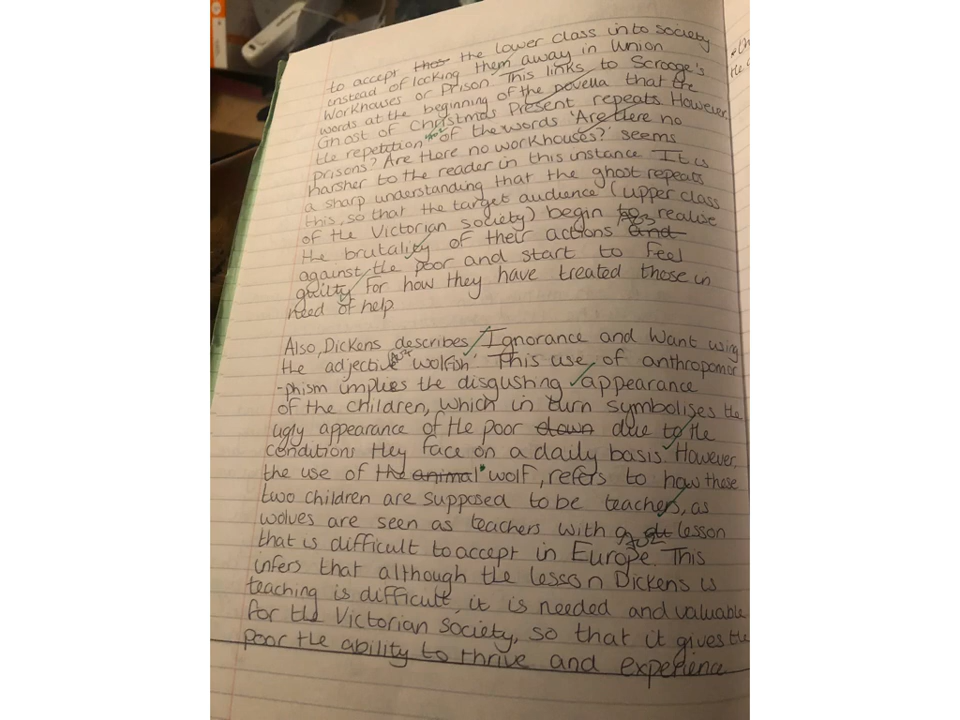 to accept the lower class into society
instead of locking them away in Union
Workhouses or Prison. This links to Scrooge's
words at the beginning of the novella that the
Ghost of Christmas Present repeats. However,
the repetition of the words 'Are there no
prisons? Are there no workhouses?' seems
harsher to the reader in this instance. It is
a sharp understanding that the ghost repeats
this, so that the target audience (upper class
of the Victorian society) begin to realise
the brutality of their actions and
against the poor and start to feel
guilty for how they have treated those in
need of help
Also, Dickens describes Ignorance and Want using
the adjective 'wolfish'. This use of anthropomor
-phism implies the disgushing appearance
of the children, which in turn symbolises the
ugly appearance of the poor down due to the
conditions they face on a daily basis. However,
the use of the animal wolf, refers to how these
two children are supposed to be teachers, as
wolves are seen as teachers with a lesson
that is difficult to accept in Europe. This
infers that although the lesson Dickens is
teaching is difficult, it is needed and valuable
for the Victorian society, so that it gives the
poor the ability to thrive and experience